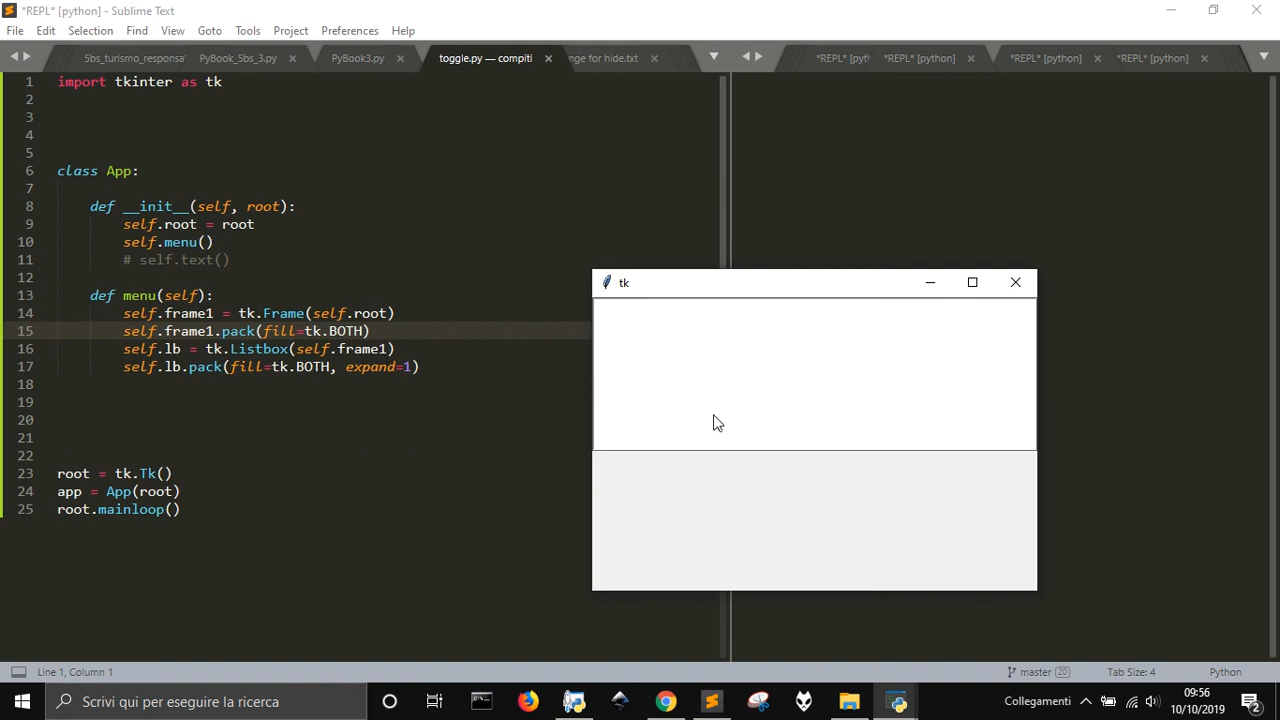 *REPL* [python] - Sublime Text
File Edit Selection Find View Goto Tools Project Preferences Help
5bs_turismo_responsa PyBook_5bs_3.py PyBook3.py toggle.py — compiti nge for hide.txt *REPL* [pyt *REPL* [python] *REPL* [python] *REPL* [python]
1 import tkinter as tk
2
3
4
5
6 class App:
7
8 def __init__(self, root):
9 self.root = root
10 self.menu()
11 # self.text()
12
13 def menu(self):
14 self.frame1 = tk.Frame(self.root)
15 self.frame1.pack(fill=tk.BOTH)
16 self.lb = tk.Listbox(self.frame1)
17 self.lb.pack(fill=tk.BOTH, expand=1)
18
19
20
21
22
23 root = tk.Tk()
24 app = App(root)
25 root.mainloop()
tk
Line 1, Column 1 master 20 Tab Size: 4 Python
Scrivi qui per eseguire la ricerca Collegamenti 09:56
10/10/2019 2